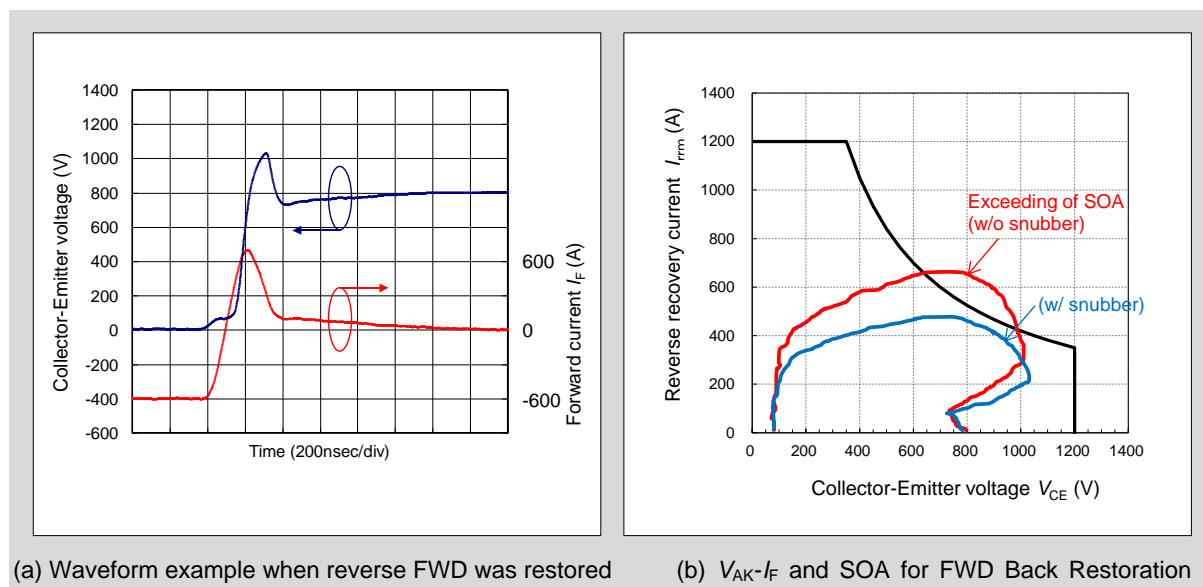 1400
1200
1000
800
600
400
200
0
-200
-400
-600
Collector-Emitter voltage (V)
600
0
-600
Forward current IF (A)
Time (200nsec/div)
1400
1200
1000
800
600
400
200
0
Reverse recovery current Irrm (A)
Exceeding of SOA
(w/o snubber)
(w/ snubber)
0 200 400 600 800 1000 1200 1400
Collector-Emitter voltage VCE (V)
(a) Waveform example when reverse FWD was restored
(b) VAK-IF and SOA for FWD Back Restoration